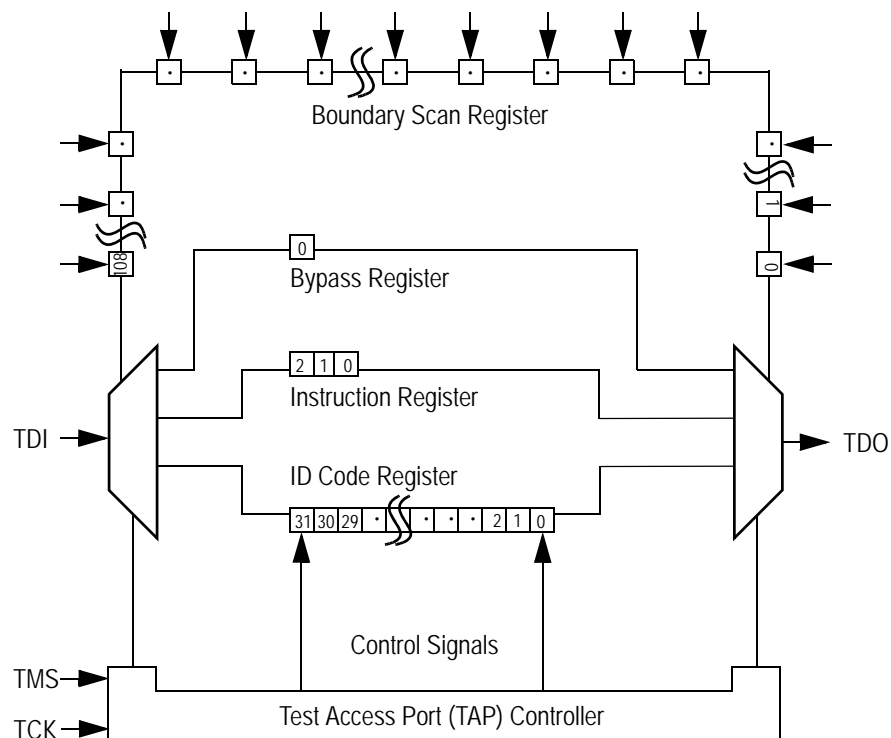 Boundary Scan Register
1
108
0
0
Bypass Register
2 1 0
Instruction Register
TDI
TDO
ID Code Register
31 30 29 · · · · 2 1 0
Control Signals
TMS
Test Access Port (TAP) Controller
TCK